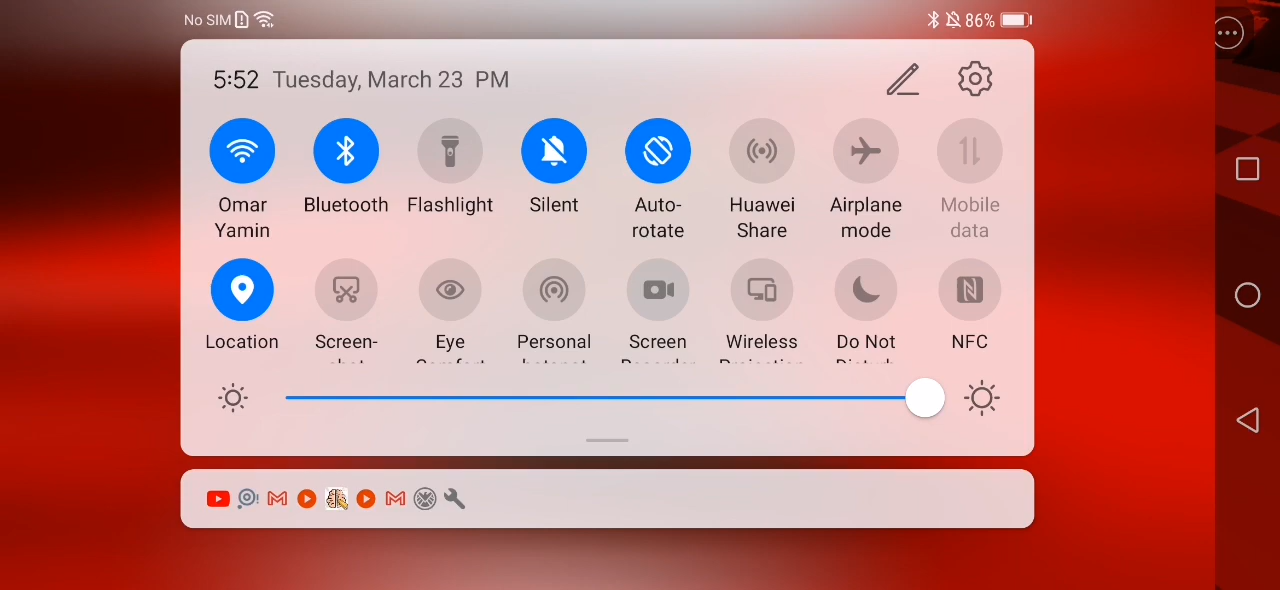 No SIM 86%
5:52 Tuesday, March 23 PM
Omar Yamin
Bluetooth
Flashlight
Silent
Auto-rotate
Huawei Share
Airplane mode
Mobile data
Location
Screen-
Eye
Personal
Screen
Wireless
Do Not
NFC